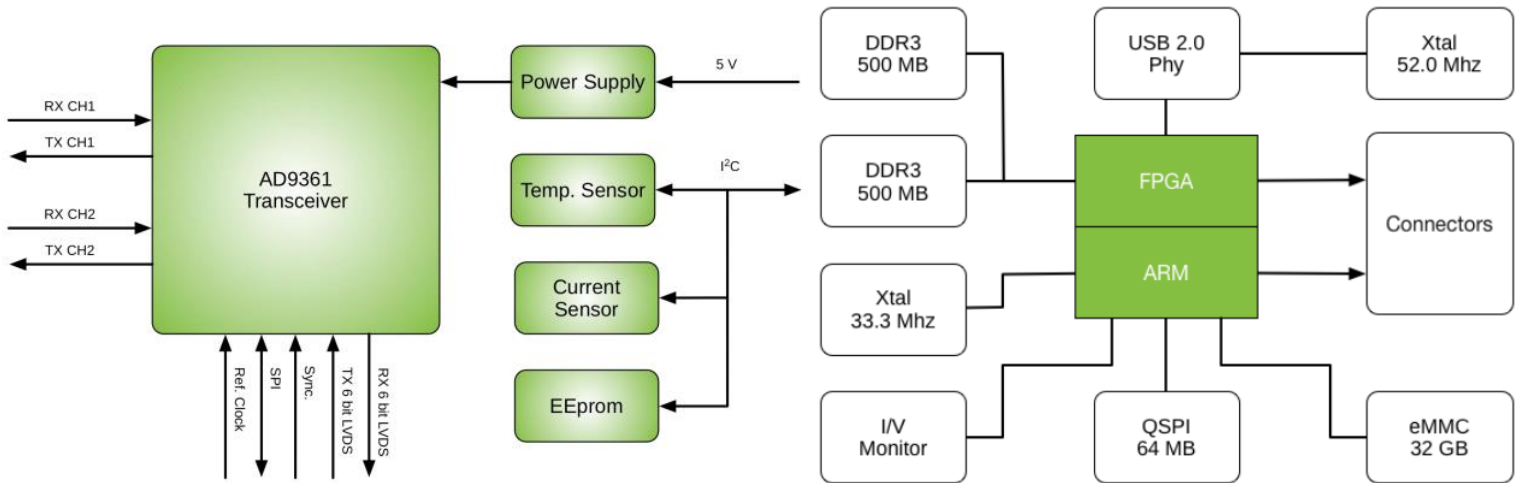 RX CH1
TX CH1
RX CH2
TX CH2
AD9361
Transceiver
Ref. Clock
SPI
Sync.
TX 6 bit LVDS
RX 6 bit LVDS
Power Supply
5 V
Temp. Sensor
I²C
Current
Sensor
EEprom
DDR3
500 MB
DDR3
500 MB
Xtal
33.3 Mhz
I/V
Monitor
USB 2.0
Phy
FPGA
ARM
QSPI
64 MB
Xtal
52.0 Mhz
Connectors
eMMC
32 GB